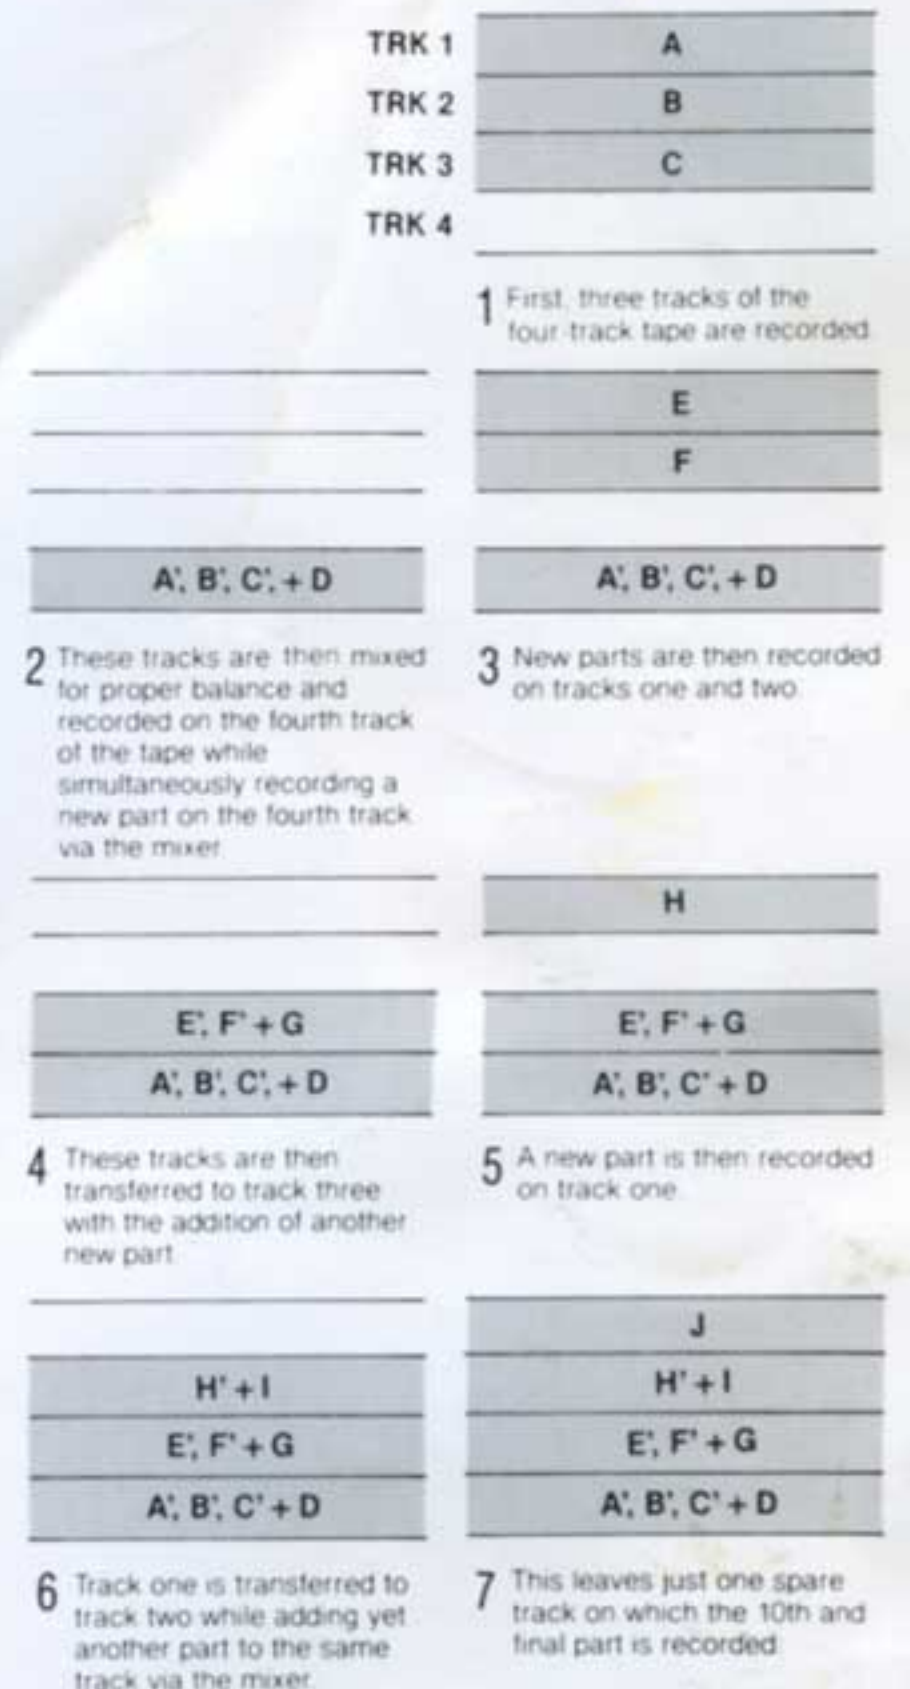 TRK 1 A
TRK 2 B
TRK 3 C
TRK 4
1 First, three tracks of the
four-track tape are recorded.
A', B', C', + D
2 These tracks are then mixed
for proper balance and
recorded on the fourth track
of the tape while
simultaneously recording a
new part on the fourth track
via the mixer.
E
F
A', B', C', + D
3 New parts are then recorded
on tracks one and two.
E', F' + G
A', B', C', + D
4 These tracks are then
transferred to track three
with the addition of another
new part.
H
E', F' + G
A', B', C' + D
5 A new part is then recorded
on track one.
H' + I
E', F' + G
A', B', C' + D
6 Track one is transferred to
track two while adding yet
another part to the same
track via the mixer.
J
H' + I
E', F' + G
A', B', C' + D
7 This leaves just one spare
track on which the 10th and
final part is recorded.